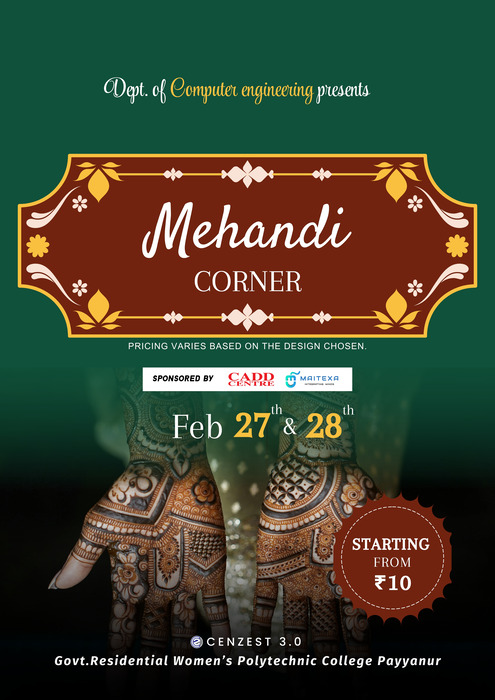 Dept. of Computer engineering presents
Mehandi
CORNER
PRICING VARIES BASED ON THE DESIGN CHOSEN.
SPONSORED BY CADD CENTRE MAITEXA
Feb 27th & 28th
STARTING
FROM
₹10
CENZEST 3.0
Govt.Residential Women's Polytechnic College Payyanur